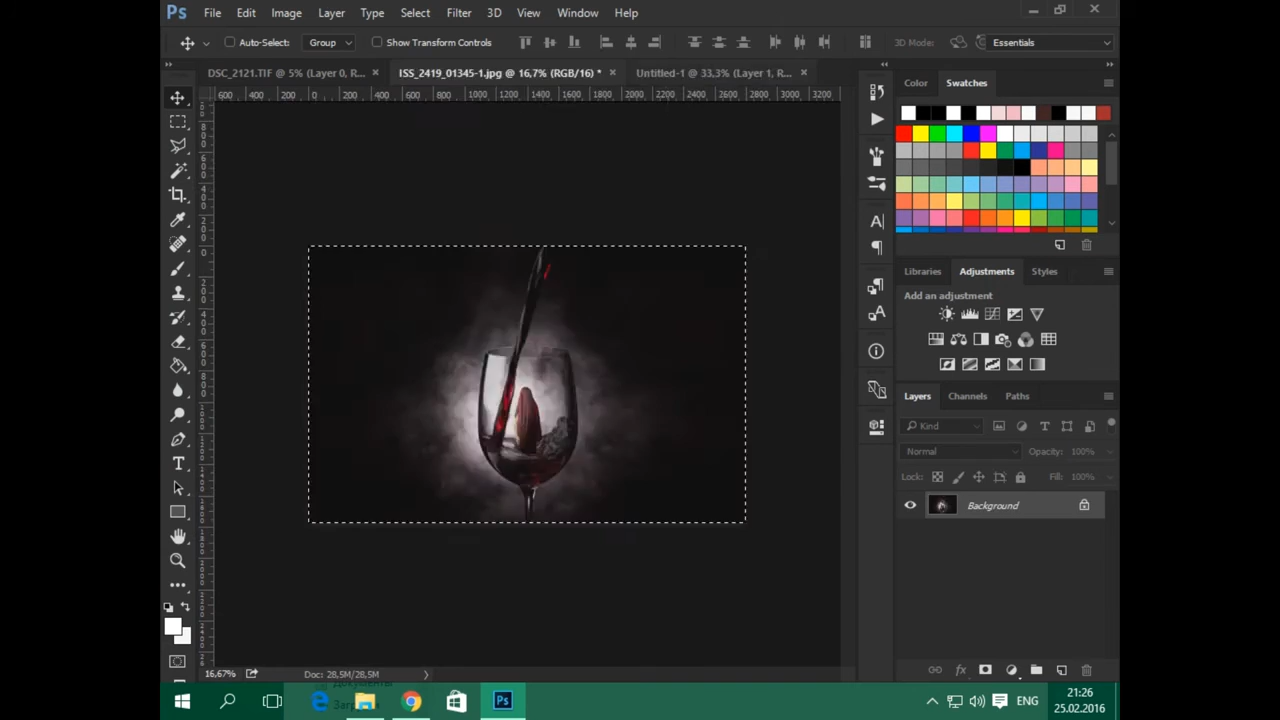 Ps File Edit Image Layer Type Select Filter 3D View Window Help
Auto-Select: Group Show Transform Controls 3D Mode: Essentials
DSC_2121.TIF @ 5% (Layer 0, R... × ISS_2419_01345-1.jpg @ 16,7% (RGB/16) * × Untitled-1 @ 33,3% (Layer 1, R... ×
600 400 200 0 200 400 600 800 1000 1200 1400 1600 1800 2000 2200 2400 2600 2800 3000 3200
Color Swatches
Libraries Adjustments Styles
Add an adjustment
Layers Channels Paths
Kind
Normal Opacity: 100%
Lock: Fill: 100%
Background
16,67% Doc: 28,5M/28,5M
Документы
Ps ENG 21:26
25.02.2016